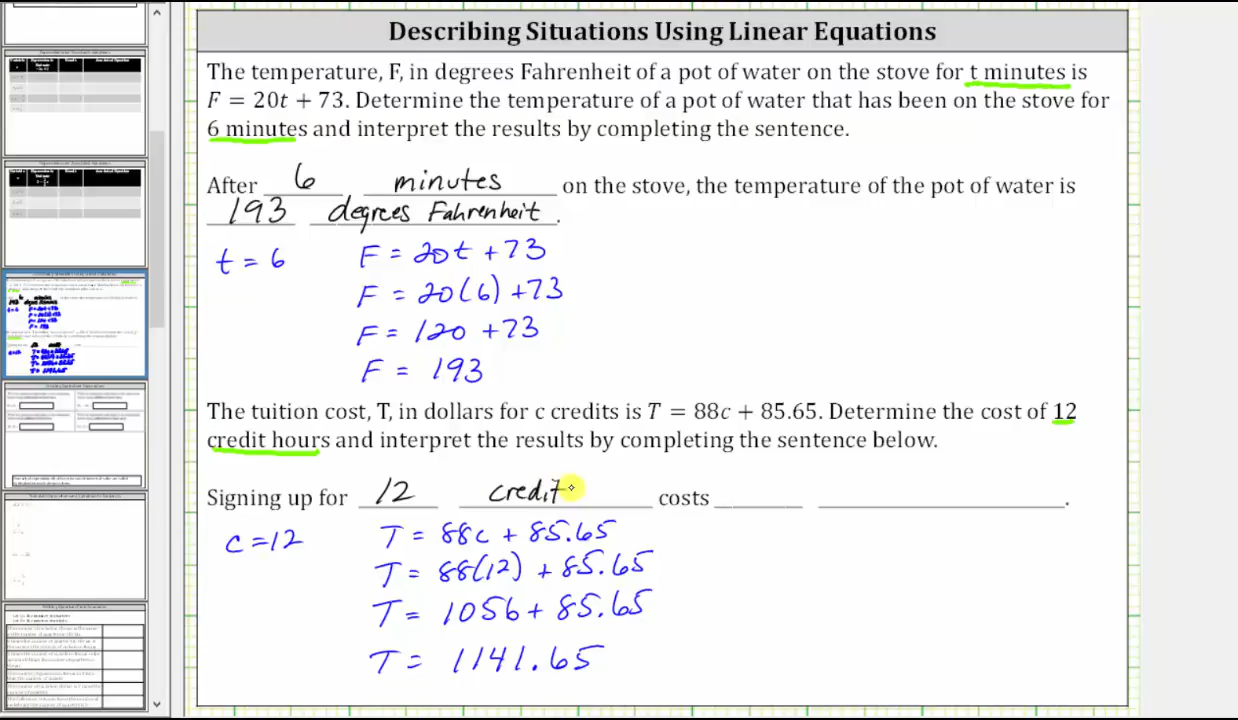 Describing Situations Using Linear Equations
The temperature, F, in degrees Fahrenheit of a pot of water on the stove for t minutes is
F = 20t + 73. Determine the temperature of a pot of water that has been on the stove for
6 minutes and interpret the results by completing the sentence.
After 6 minutes on the stove, the temperature of the pot of water is
193 degrees Fahrenheit.
t = 6 F = 20t + 73
F = 20(6) + 73
F = 120 + 73
F = 193
The tuition cost, T, in dollars for c credits is T = 88c + 85.65. Determine the cost of 12
credit hours and interpret the results by completing the sentence below.
Signing up for 12 credit costs ______ ______.
c = 12 T = 88c + 85.65
T = 88(12) + 85.65
T = 1056 + 85.65
T = 1141.65